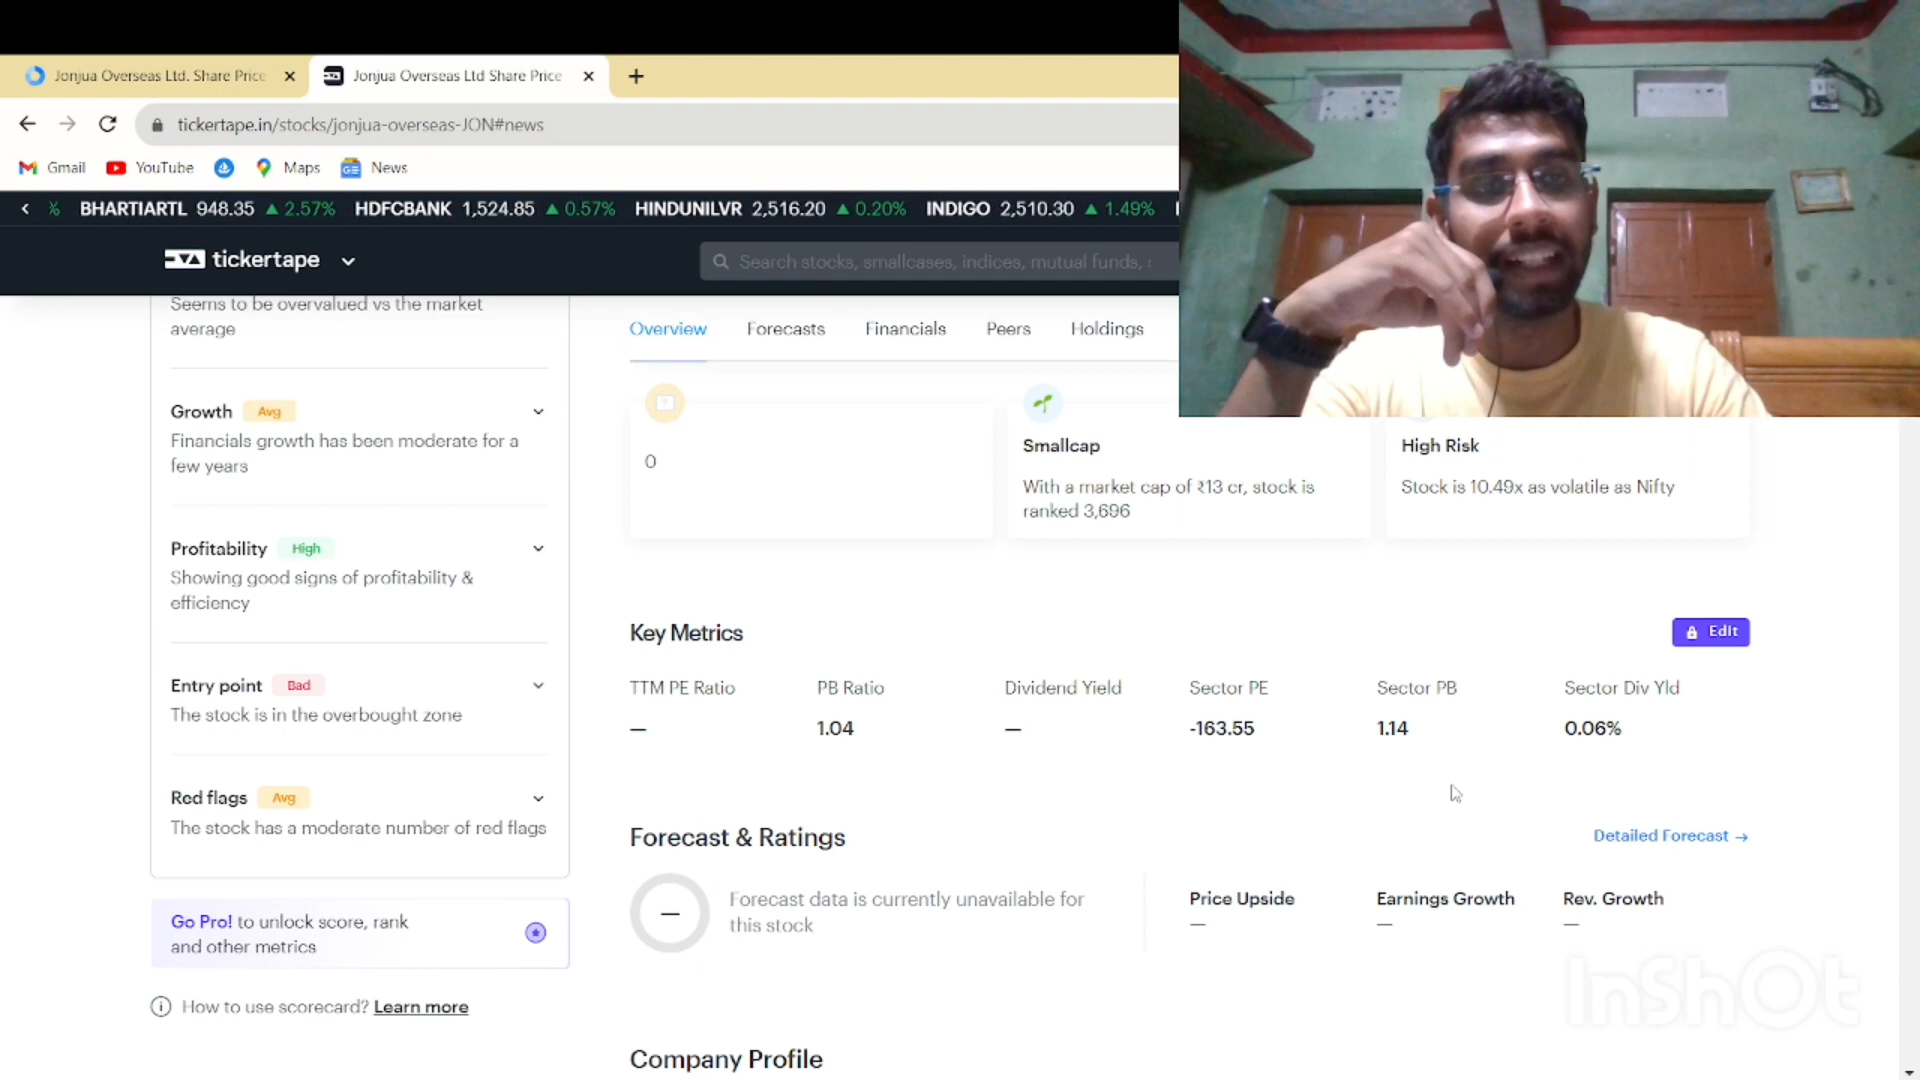 Jonjua Overseas Ltd. Share Price
Jonjua Overseas Ltd Share Price
tickertape.in/stocks/jonjua-overseas-JON#news
Gmail YouTube Maps News
% BHARTIARTL 948.35 ▲ 2.57% HDFCBANK 1,524.85 ▲ 0.57% HINDUNILVR 2,516.20 ▲ 0.20% INDIGO 2,510.30 ▲ 1.49%
tickertape
Search stocks, smallcases, indices, mutual funds,
Seems to be overvalued vs the market
average
Growth Avg
Financials growth has been moderate for a
few years
Profitability High
Showing good signs of profitability &
efficiency
Entry point Bad
The stock is in the overbought zone
Red flags Avg
The stock has a moderate number of red flags
Go Pro! to unlock score, rank
and other metrics
How to use scorecard? Learn more
Overview Forecasts Financials Peers Holdings
0
Smallcap
With a market cap of ₹13 cr, stock is
ranked 3,696
High Risk
Stock is 10.49x as volatile as Nifty
Key Metrics
Edit
TTM PE Ratio PB Ratio Dividend Yield Sector PE Sector PB Sector Div Yld
— 1.04 — -163.55 1.14 0.06%
Forecast & Ratings
Detailed Forecast →
— Forecast data is currently unavailable for
this stock
Price Upside Earnings Growth Rev. Growth
— — —
Company Profile
InShOt